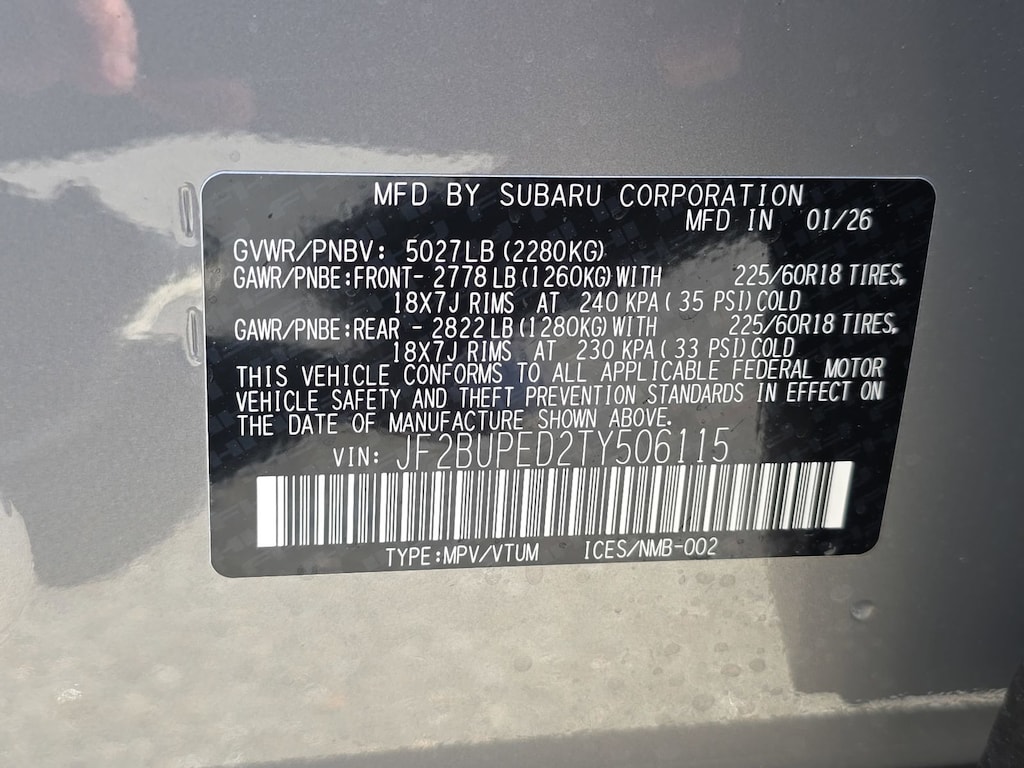 MFD BY SUBARU CORPORATION
MFD IN 01/26
GVWR/PNBV: 5027LB (2280KG)
GAWR/PNBE:FRONT- 2778 LB (1260KG) WITH 225/60R18 TIRES,
18X7J RIMS AT 240 KPA ( 35 PSI) COLD
GAWR/PNBE:REAR - 2822 LB (1280KG) WITH 225/60R18 TIRES,
18X7J RIMS AT 230 KPA ( 33 PSI) COLD
THIS VEHICLE CONFORMS TO ALL APPLICABLE FEDERAL MOTOR
VEHICLE SAFETY AND THEFT PREVENTION STANDARDS IN EFFECT ON
THE DATE OF MANUFACTURE SHOWN ABOVE.
VIN: JF2BUPED2TY506115
TYPE:MPV/VTUM ICES/NMB-002